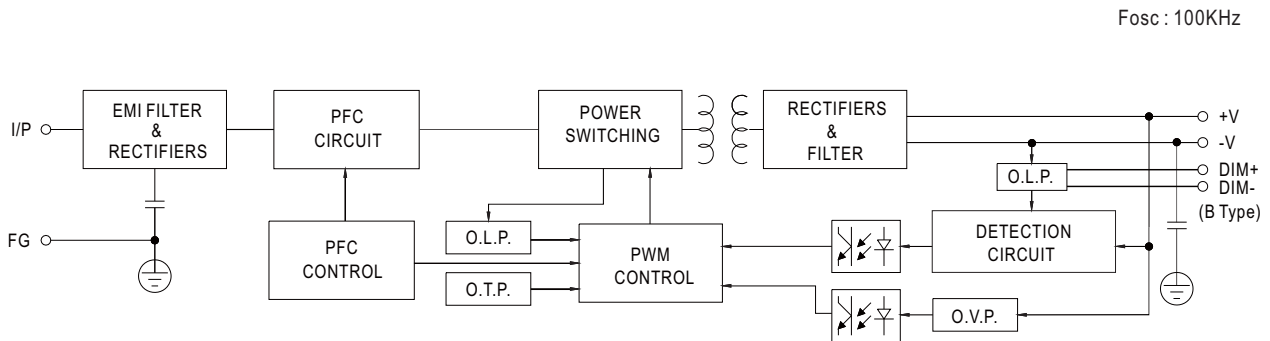 Fosc : 100KHz
I/P
EMI FILTER
&
RECTIFIERS
PFC
CIRCUIT
POWER
SWITCHING
RECTIFIERS
&
FILTER
+V
-V
DIM+
DIM-
(B Type)
O.L.P.
FG
PFC
CONTROL
O.L.P.
O.T.P.
PWM
CONTROL
DETECTION
CIRCUIT
O.V.P.